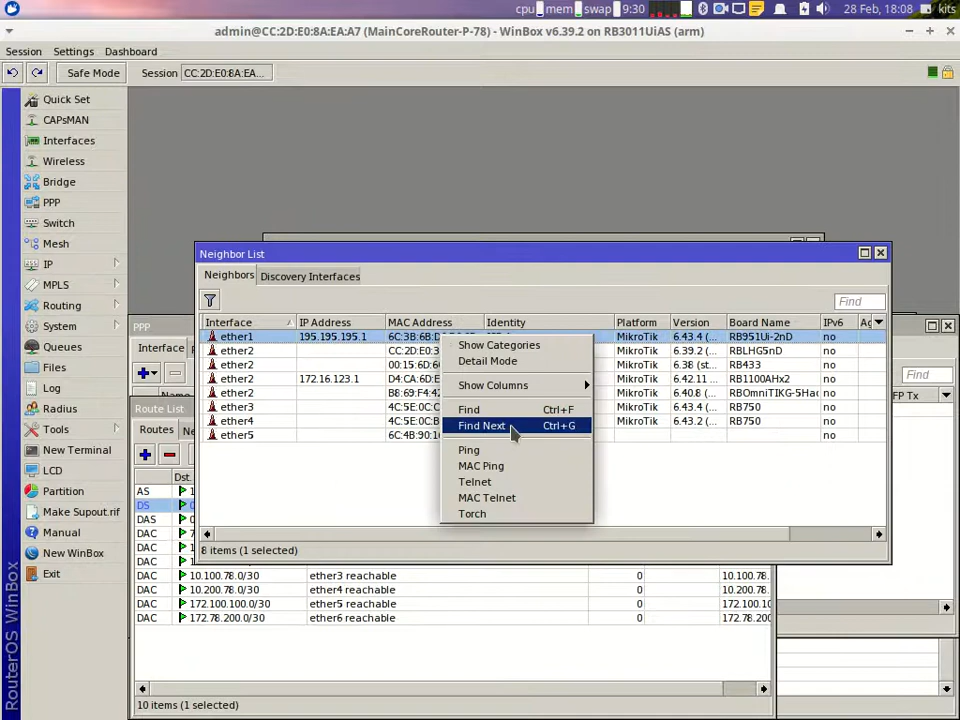 cpu mem swap 9:30 28 Feb, 18:08 kits
admin@CC:2D:E0:8A:EA:A7 (MainCoreRouter-P-78) - WinBox v6.39.2 on RB3011UiAS (arm)
Session Settings Dashboard
Safe Mode Session CC:2D:E0:8A:EA...
Quick Set
CAPsMAN
Interfaces
Wireless
Bridge
PPP
Switch
Mesh
IP
MPLS
Routing
System
Queues
Files
Log
Radius
Tools
New Terminal
LCD
Partition
Make Supout.rif
Manual
New WinBox
Exit
RouterOS WinBox
Neighbor List
Neighbors Discovery Interfaces
Find
Interface IP Address MAC Address Identity Platform Version Board Name IPv6
ether1 195.195.195.1 MikroTik 6.43.4 (... RB951Ui-2nD no
ether2 CC:2D:E0:3 MikroTik 6.39.2 (... RBLHG5nD no
ether2 00:15:6D:6 MikroTik 6.38 (st... RB433 no
ether2 172.16.123.1 D4:CA:6D:E MikroTik 6.42.11 ... RB1100AHx2 no
ether2 B8:69:F4:42 MikroTik 6.39.2 (... RBOmniTIKG-5Hac no
ether3 4C:5E:0C:C MikroTik 6.43.4 (... RB750 no
ether4 4C:5E:0C:B MikroTik 6.43.2 (... RB750 no
ether5 6C:4B:90:1 no
8 items (1 selected)
Show Categories
Detail Mode
Show Columns
Find Ctrl+F
Find Next Ctrl+G
Ping
MAC Ping
Telnet
MAC Telnet
Torch
PPP
Interface
Find
FP Tx
Route List
Routes Ne
Dst.
AS
DS
DAS
DAC
DAC
DAC
DAC 10.100.78.0/30 ether3 reachable 0 10.100.78.
DAC 10.200.78.0/30 ether4 reachable 0 10.200.78.
DAC 172.100.100.0/30 ether5 reachable 0 172.100.10
DAC 172.78.200.0/30 ether6 reachable 0 172.78.200.
10 items (1 selected)